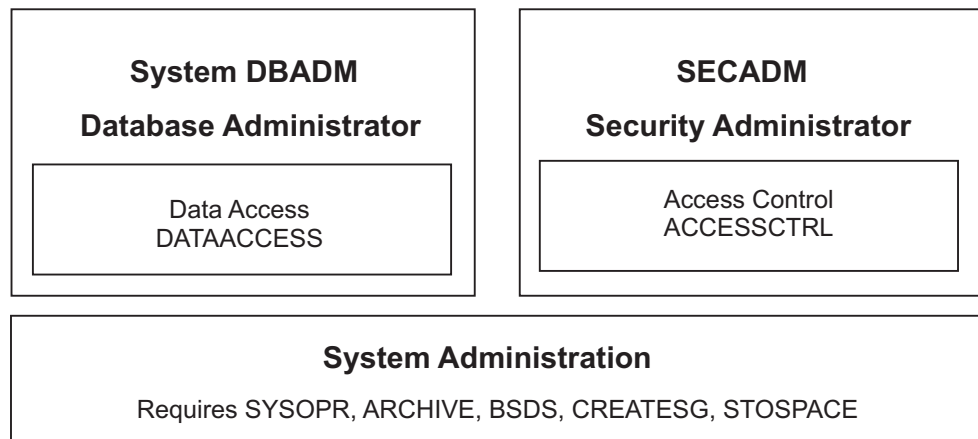 System DBADM
Database Administrator
Data Access
DATAACCESS
SECADM
Security Administrator
Access Control
ACCESSCTRL
System Administration
Requires SYSOPR, ARCHIVE, BSDS, CREATESG, STOSPACE